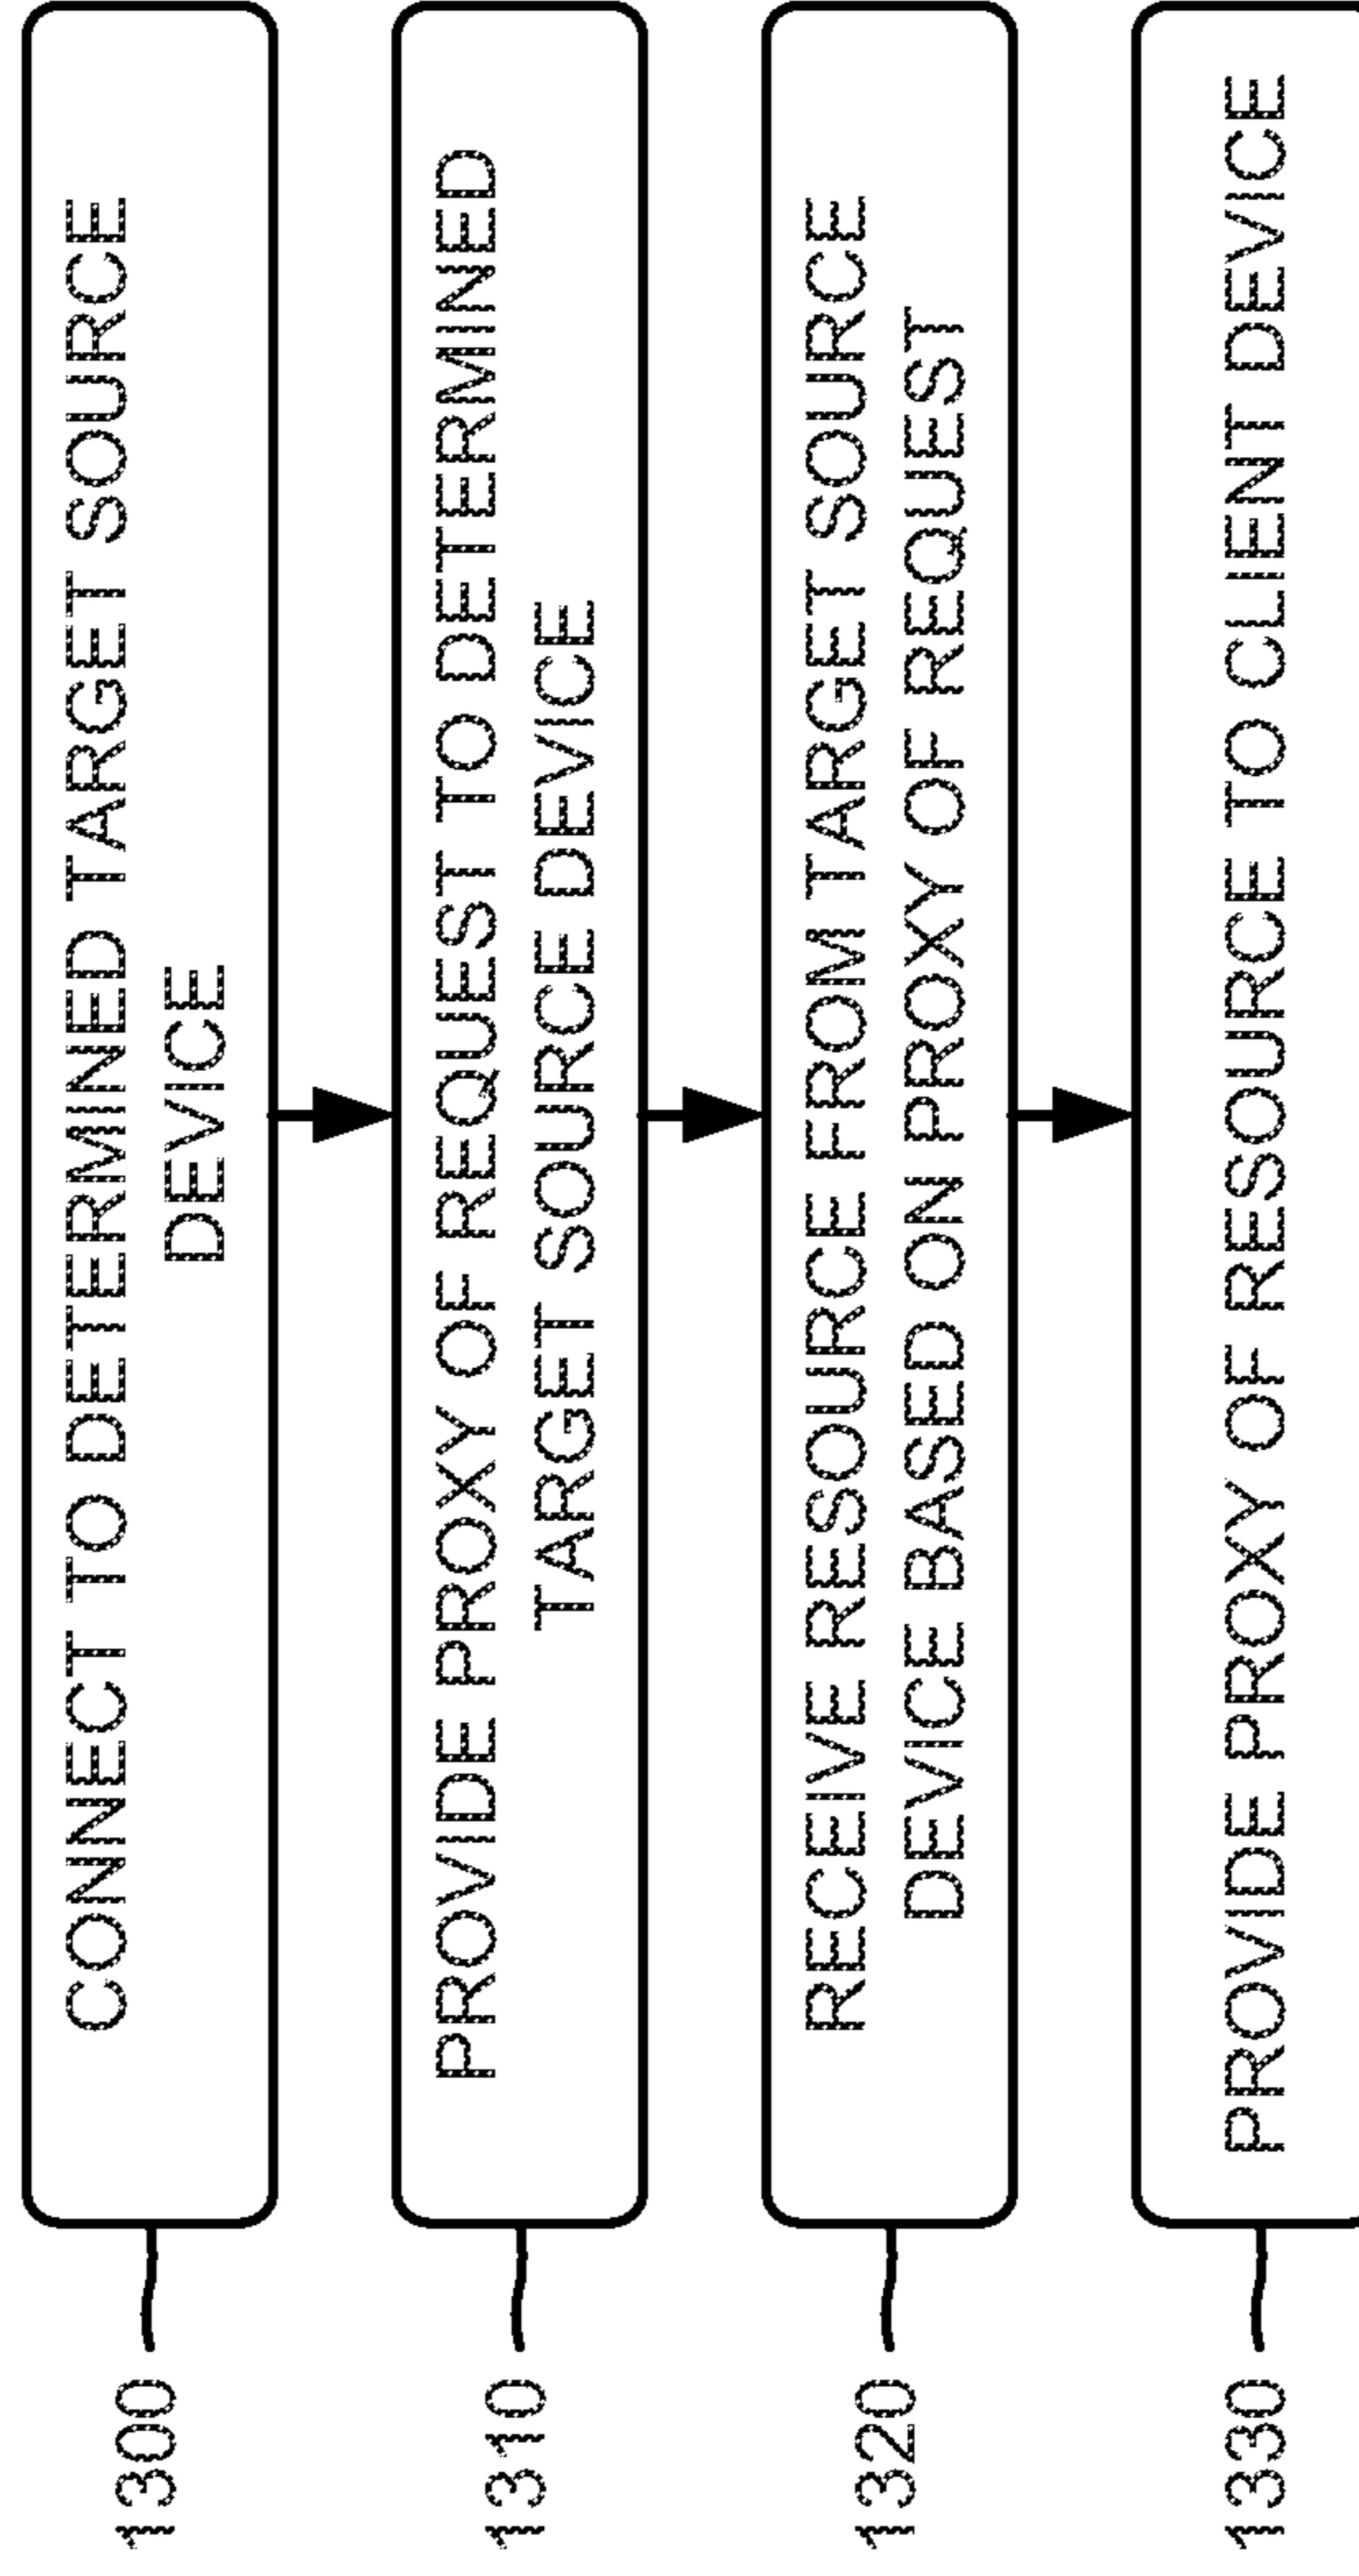 1300
CONNECT TO DETERMINED TARGET SOURCE
DEVICE
1310
PROVIDE PROXY OF REQUEST TO DETERMINED
TARGET SOURCE DEVICE
1320
RECEIVE RESOURCE FROM TARGET SOURCE
DEVICE BASED ON PROXY OF REQUEST
1330
PROVIDE PROXY OF RESOURCE TO CLIENT DEVICE